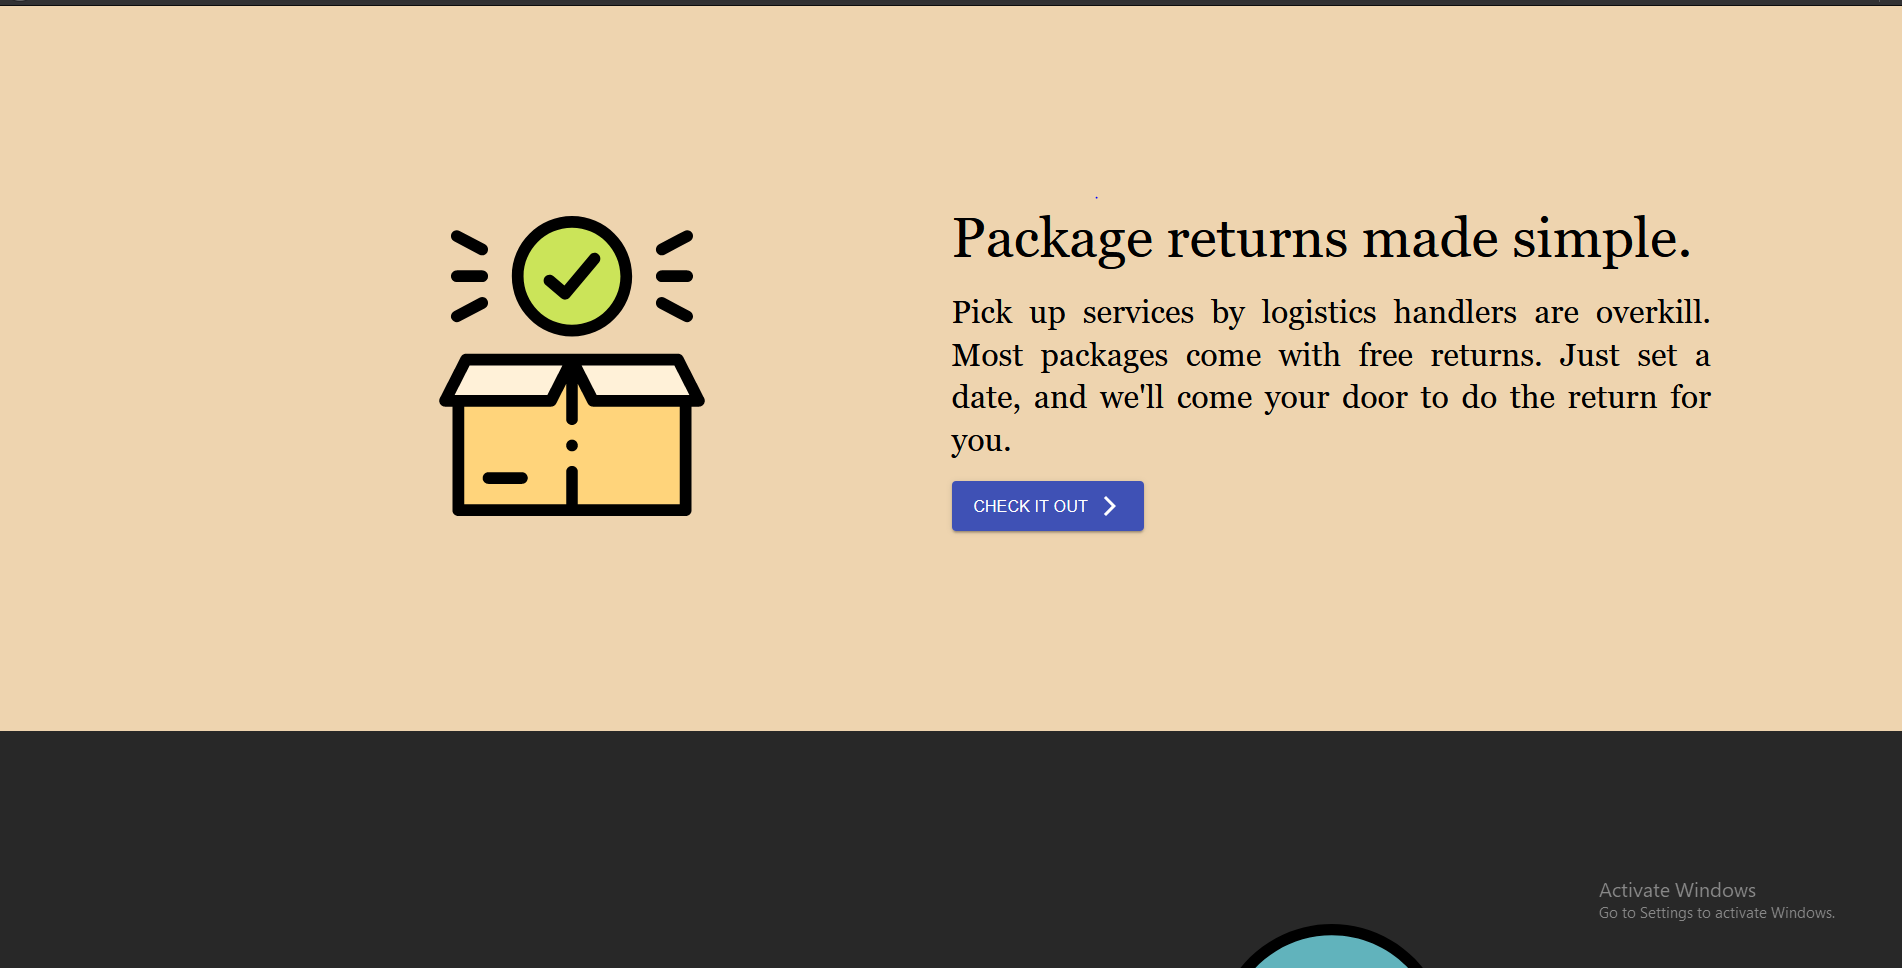 Package returns made simple.
Pick up services by logistics handlers are overkill.
Most packages come with free returns. Just set a
date, and we'll come your door to do the return for
you.
CHECK IT OUT
Activate Windows
Go to Settings to activate Windows.